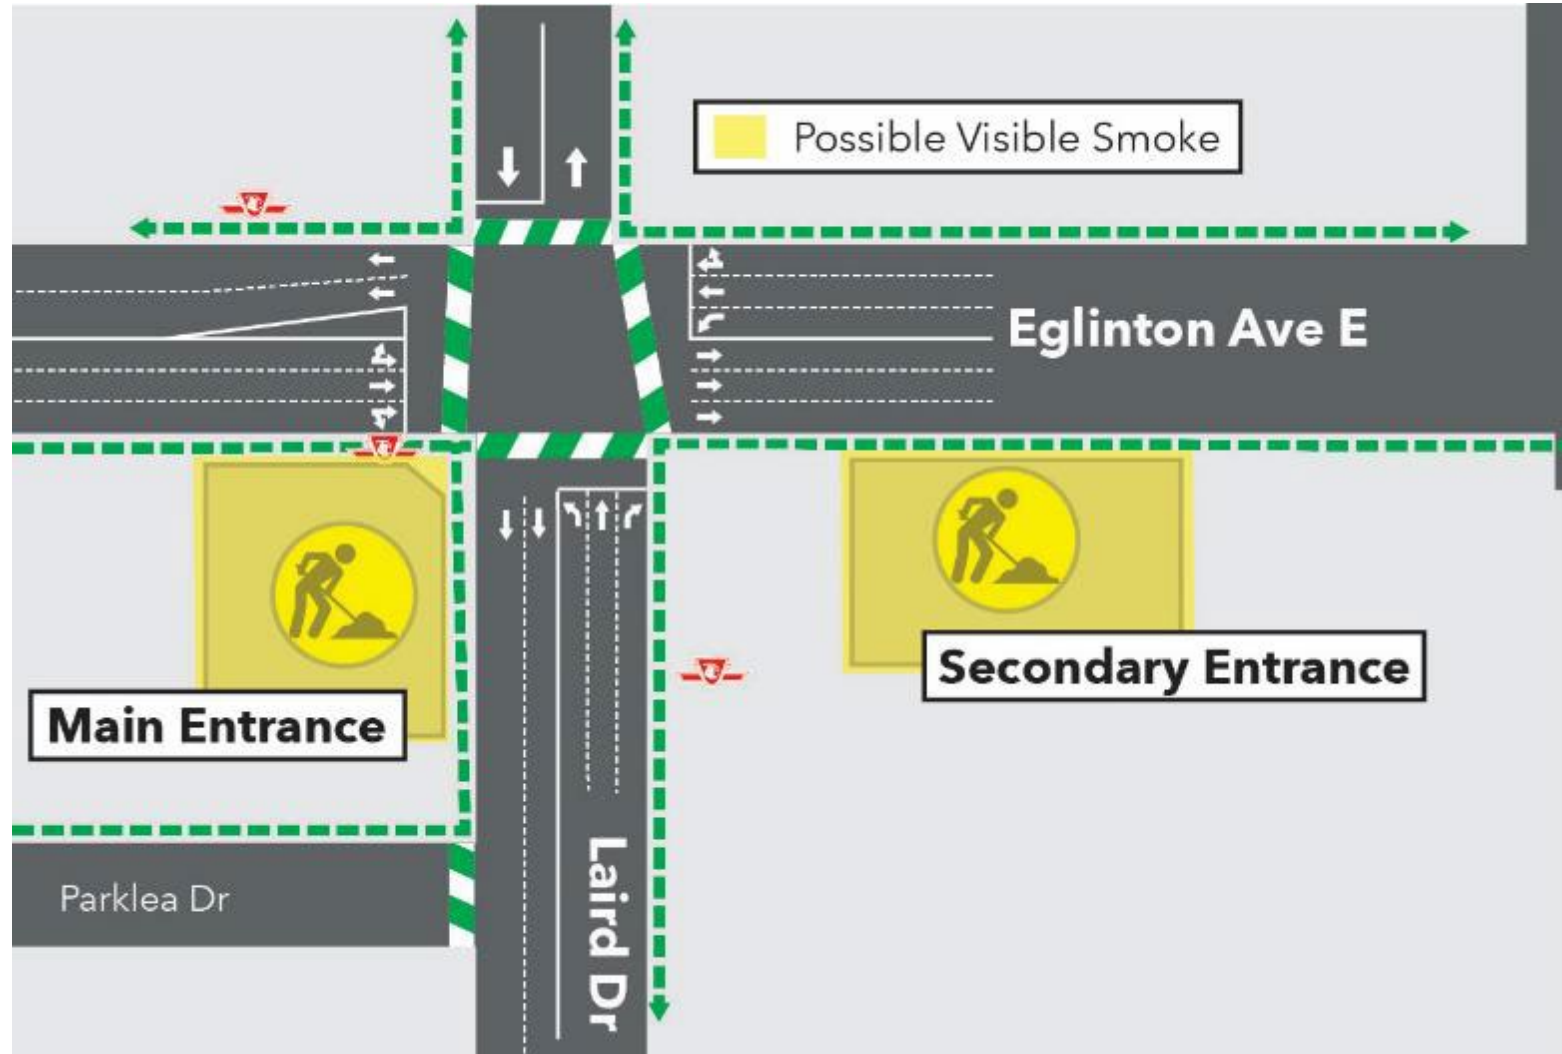 Possible Visible Smoke
Eglinton Ave E
Secondary Entrance
Main Entrance
Parklea Dr
Laird Dr